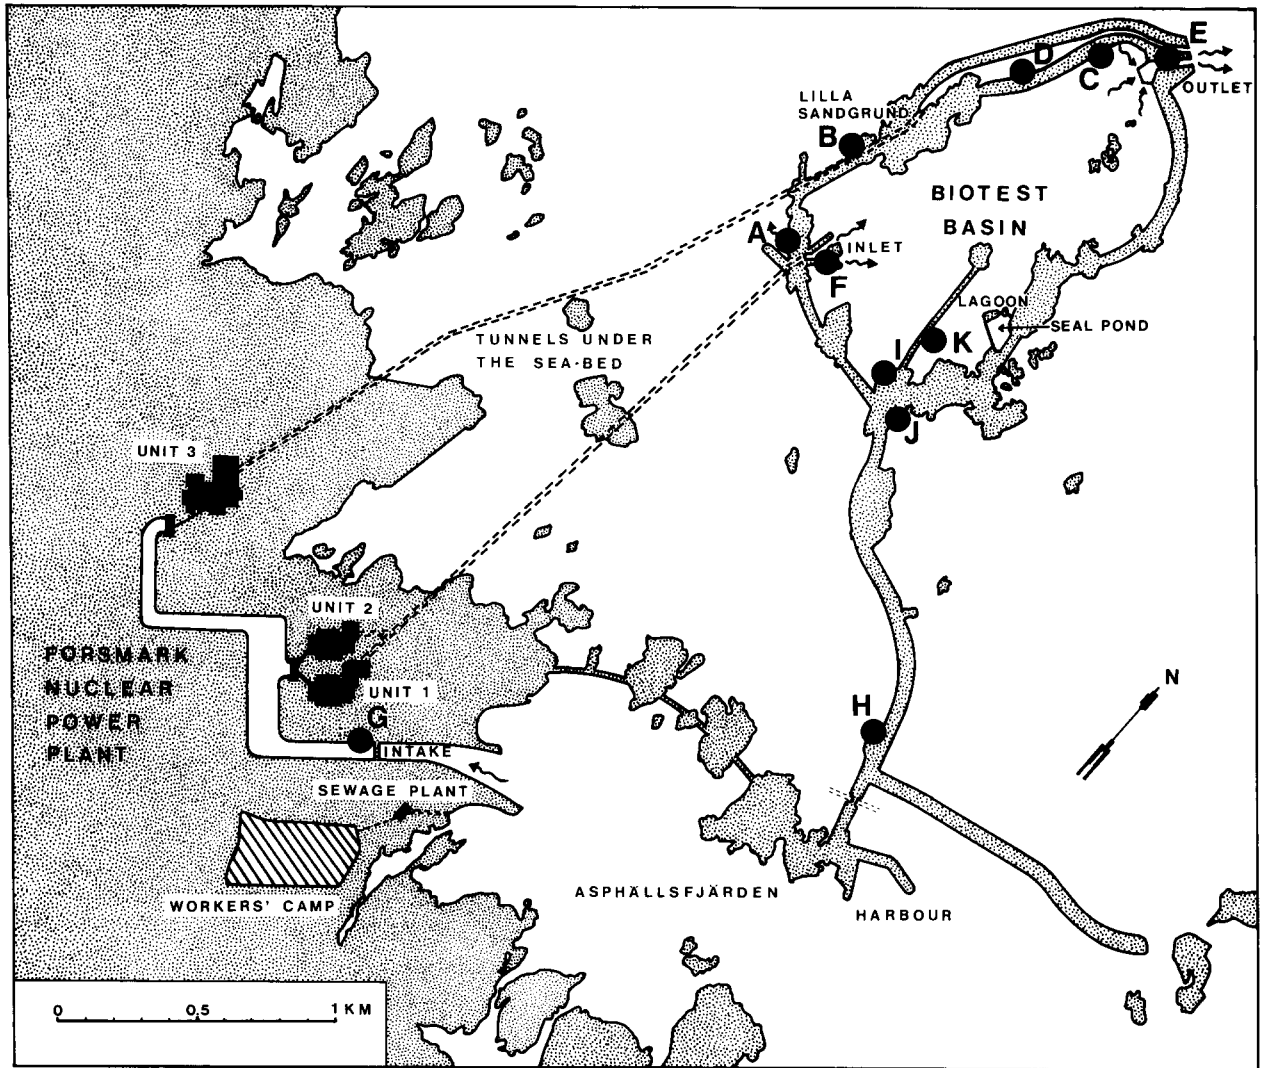 E
D
C
OUTLET
LILLA
SANDGRUND
B
BIOTEST
BASIN
A
INLET
F
LAGOON
SEAL POND
TUNNELS UNDER
THE SEA-BED
I
K
J
UNIT 3
UNIT 2
FORSMARK
NUCLEAR
POWER
PLANT
UNIT 1
G
INTAKE
H
N
SEWAGE PLANT
WORKERS' CAMP
ASPHÄLLSFJÄRDEN
HARBOUR
0 0,5 1 KM